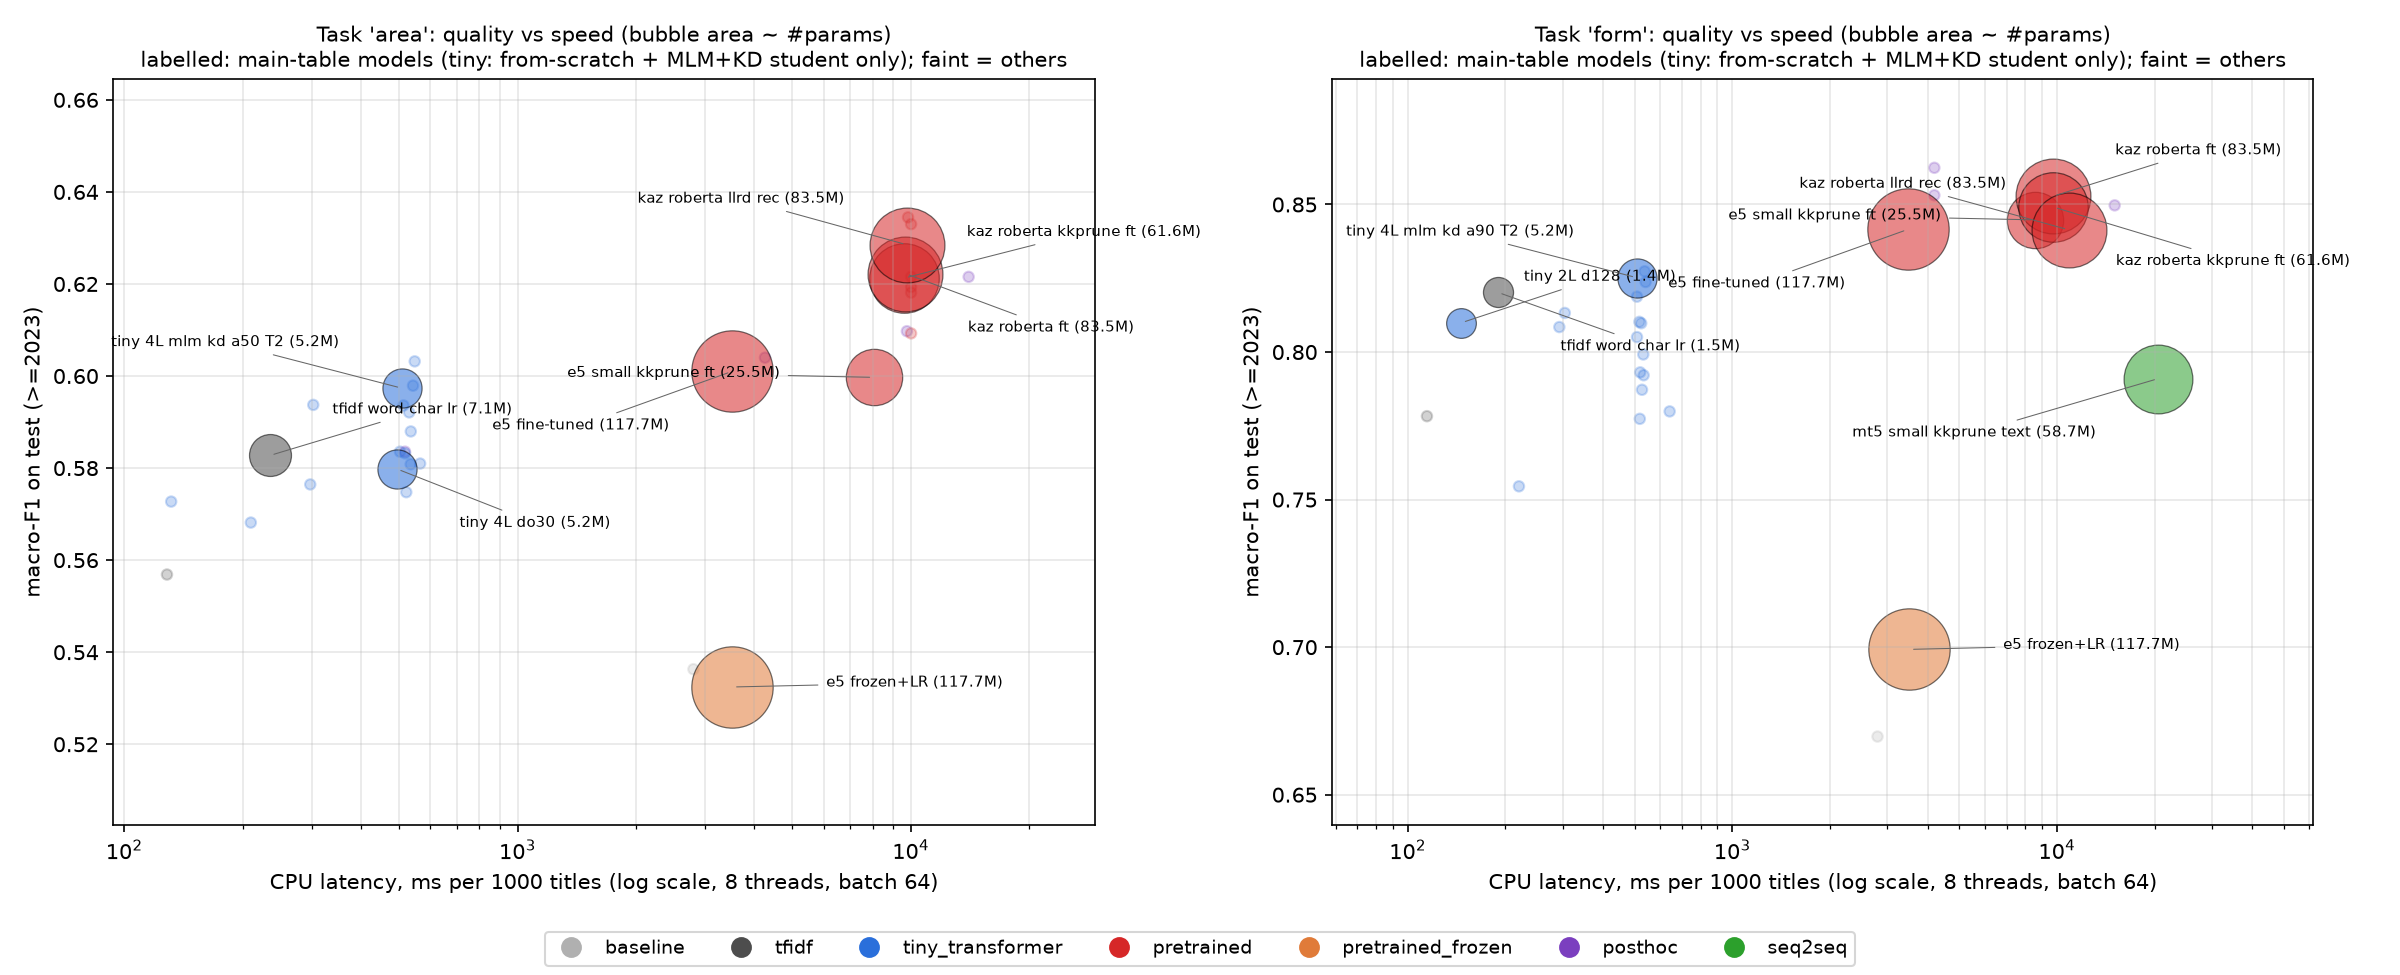 Task 'area': quality vs speed (bubble area ~ #params)
labelled: main-table models (tiny: from-scratch + MLM+KD student only); faint = others
macro-F1 on test (>=2023)
0.66
0.64
0.62
0.60
0.58
0.56
0.54
0.52
kaz roberta llrd rec (83.5M)
kaz roberta kkprune ft (61.6M)
kaz roberta ft (83.5M)
tiny 4L mlm kd a50 T2 (5.2M)
e5 small kkprune ft (25.5M)
tfidf word char lr (7.1M)
e5 fine-tuned (117.7M)
tiny 4L do30 (5.2M)
e5 frozen+LR (117.7M)
10² 10³ 10⁴
CPU latency, ms per 1000 titles (log scale, 8 threads, batch 64)
Task 'form': quality vs speed (bubble area ~ #params)
labelled: main-table models (tiny: from-scratch + MLM+KD student only); faint = others
macro-F1 on test (>=2023)
0.85
0.80
0.75
0.70
0.65
kaz roberta ft (83.5M)
kaz roberta llrd rec (83.5M)
e5 small kkprune ft (25.5M)
tiny 4L mlm kd a90 T2 (5.2M)
kaz roberta kkprune ft (61.6M)
tiny 2L d128 (1.4M)
e5 fine-tuned (117.7M)
tfidf word char lr (1.5M)
mt5 small kkprune text (58.7M)
e5 frozen+LR (117.7M)
10² 10³ 10⁴
CPU latency, ms per 1000 titles (log scale, 8 threads, batch 64)
baseline tfidf tiny_transformer pretrained pretrained_frozen posthoc seq2seq